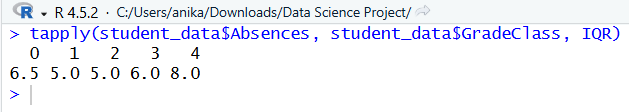 R R 4.5.2 · C:/Users/anika/Downloads/Data Science Project/
> tapply(student_data$Absences, student_data$GradeClass, IQR)
0 1 2 3 4
6.5 5.0 5.0 6.0 8.0
>